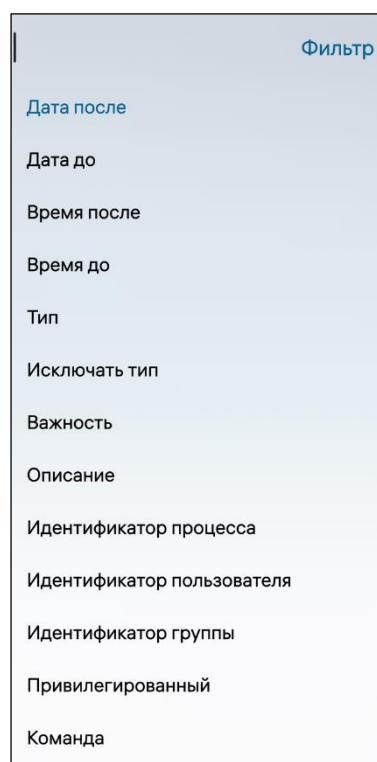 Фильтр
Дата после
Дата до
Время после
Время до
Тип
Исключать тип
Важность
Описание
Идентификатор процесса
Идентификатор пользователя
Идентификатор группы
Привилегированный
Команда